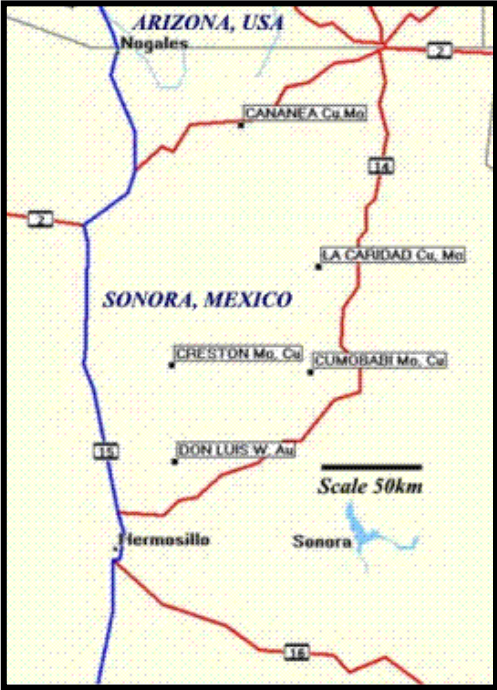 ARIZONA, USA
Nogales
2
CANANEA Cu,Mo
14
2
LA CARIDAD Cu, Mo
SONORA, MEXICO
CRESTON Mo, Cu
CUMOBABI Mo, Cu
15
DON LUIS W, Au
Scale 50km
Hermosillo
Sonora
16